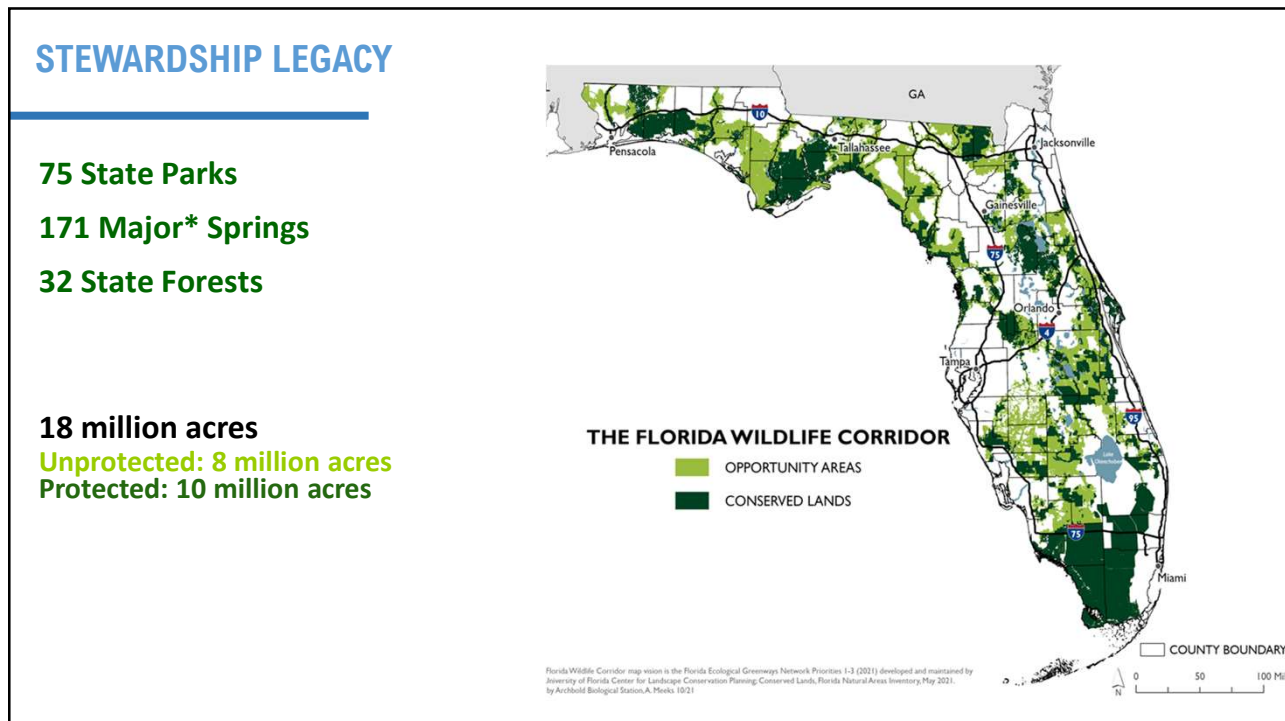 STEWARDSHIP LEGACY
75 State Parks
171 Major* Springs
32 State Forests
18 million acres
Unprotected: 8 million acres
Protected: 10 million acres
GA
10
Pensacola
Tallahassee
Jacksonville
Gainesville
75
Orlando
4
Tampa
95
Lake
Okeechobee
75
Miami
THE FLORIDA WILDLIFE CORRIDOR
OPPORTUNITY AREAS
CONSERVED LANDS
COUNTY BOUNDARY
0 50 100 Mi
N
Florida Wildlife Corridor map vision is the Florida Ecological Greenways Network Priorities 1-3 (2021) developed and maintained by
University of Florida Center for Landscape Conservation Planning; Conserved Lands, Florida Natural Areas Inventory, May 2021.
by Archbold Biological Station, A. Meeks 10/21